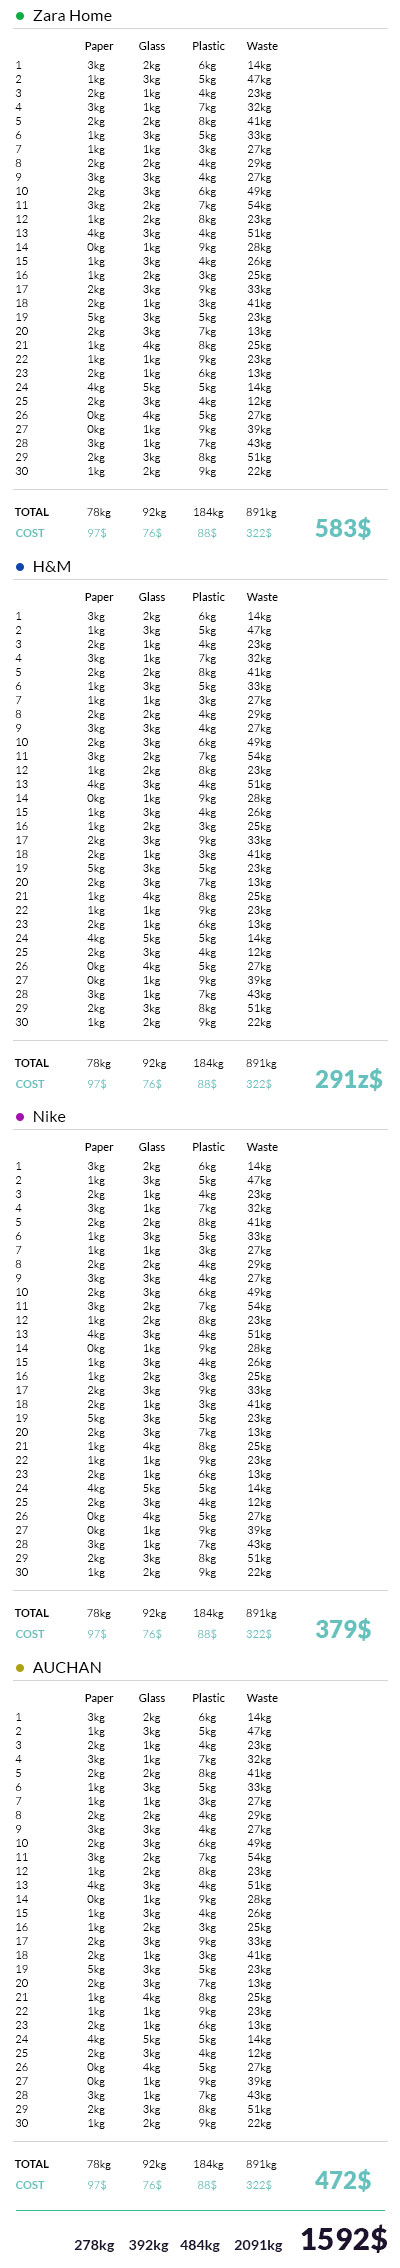 Zara Home
Paper Glass Plastic Waste
1 3kg 2kg 6kg 14kg
2 1kg 3kg 5kg 47kg
3 2kg 1kg 4kg 23kg
4 3kg 1kg 7kg 32kg
5 2kg 2kg 8kg 41kg
6 1kg 3kg 5kg 33kg
7 1kg 1kg 3kg 27kg
8 2kg 2kg 4kg 29kg
9 3kg 3kg 4kg 27kg
10 2kg 3kg 6kg 49kg
11 3kg 2kg 7kg 54kg
12 1kg 2kg 8kg 23kg
13 4kg 3kg 4kg 51kg
14 0kg 1kg 9kg 28kg
15 1kg 3kg 4kg 26kg
16 1kg 2kg 3kg 25kg
17 2kg 3kg 9kg 33kg
18 2kg 1kg 3kg 41kg
19 5kg 3kg 5kg 23kg
20 2kg 3kg 7kg 13kg
21 1kg 4kg 8kg 25kg
22 1kg 1kg 9kg 23kg
23 2kg 1kg 6kg 13kg
24 4kg 5kg 5kg 14kg
25 2kg 3kg 4kg 12kg
26 0kg 4kg 5kg 27kg
27 0kg 1kg 9kg 39kg
28 3kg 1kg 7kg 43kg
29 2kg 3kg 8kg 51kg
30 1kg 2kg 9kg 22kg
TOTAL 78kg 92kg 184kg 891kg
COST 97$ 76$ 88$ 322$ 583$
H&M
Paper Glass Plastic Waste
1 3kg 2kg 6kg 14kg
2 1kg 3kg 5kg 47kg
3 2kg 1kg 4kg 23kg
4 3kg 1kg 7kg 32kg
5 2kg 2kg 8kg 41kg
6 1kg 3kg 5kg 33kg
7 1kg 1kg 3kg 27kg
8 2kg 2kg 4kg 29kg
9 3kg 3kg 4kg 27kg
10 2kg 3kg 6kg 49kg
11 3kg 2kg 7kg 54kg
12 1kg 2kg 8kg 23kg
13 4kg 3kg 4kg 51kg
14 0kg 1kg 9kg 28kg
15 1kg 3kg 4kg 26kg
16 1kg 2kg 3kg 25kg
17 2kg 3kg 9kg 33kg
18 2kg 1kg 3kg 41kg
19 5kg 3kg 5kg 23kg
20 2kg 3kg 7kg 13kg
21 1kg 4kg 8kg 25kg
22 1kg 1kg 9kg 23kg
23 2kg 1kg 6kg 13kg
24 4kg 5kg 5kg 14kg
25 2kg 3kg 4kg 12kg
26 0kg 4kg 5kg 27kg
27 0kg 1kg 9kg 39kg
28 3kg 1kg 7kg 43kg
29 2kg 3kg 8kg 51kg
30 1kg 2kg 9kg 22kg
TOTAL 78kg 92kg 184kg 891kg
COST 97$ 76$ 88$ 322$ 291z$
Nike
Paper Glass Plastic Waste
1 3kg 2kg 6kg 14kg
2 1kg 3kg 5kg 47kg
3 2kg 1kg 4kg 23kg
4 3kg 1kg 7kg 32kg
5 2kg 2kg 8kg 41kg
6 1kg 3kg 5kg 33kg
7 1kg 1kg 3kg 27kg
8 2kg 2kg 4kg 29kg
9 3kg 3kg 4kg 27kg
10 2kg 3kg 6kg 49kg
11 3kg 2kg 7kg 54kg
12 1kg 2kg 8kg 23kg
13 4kg 3kg 4kg 51kg
14 0kg 1kg 9kg 28kg
15 1kg 3kg 4kg 26kg
16 1kg 2kg 3kg 25kg
17 2kg 3kg 9kg 33kg
18 2kg 1kg 3kg 41kg
19 5kg 3kg 5kg 23kg
20 2kg 3kg 7kg 13kg
21 1kg 4kg 8kg 25kg
22 1kg 1kg 9kg 23kg
23 2kg 1kg 6kg 13kg
24 4kg 5kg 5kg 14kg
25 2kg 3kg 4kg 12kg
26 0kg 4kg 5kg 27kg
27 0kg 1kg 9kg 39kg
28 3kg 1kg 7kg 43kg
29 2kg 3kg 8kg 51kg
30 1kg 2kg 9kg 22kg
TOTAL 78kg 92kg 184kg 891kg
COST 97$ 76$ 88$ 322$ 379$
AUCHAN
Paper Glass Plastic Waste
1 3kg 2kg 6kg 14kg
2 1kg 3kg 5kg 47kg
3 2kg 1kg 4kg 23kg
4 3kg 1kg 7kg 32kg
5 2kg 2kg 8kg 41kg
6 1kg 3kg 5kg 33kg
7 1kg 1kg 3kg 27kg
8 2kg 2kg 4kg 29kg
9 3kg 3kg 4kg 27kg
10 2kg 3kg 6kg 49kg
11 3kg 2kg 7kg 54kg
12 1kg 2kg 8kg 23kg
13 4kg 3kg 4kg 51kg
14 0kg 1kg 9kg 28kg
15 1kg 3kg 4kg 26kg
16 1kg 2kg 3kg 25kg
17 2kg 3kg 9kg 33kg
18 2kg 1kg 3kg 41kg
19 5kg 3kg 5kg 23kg
20 2kg 3kg 7kg 13kg
21 1kg 4kg 8kg 25kg
22 1kg 1kg 9kg 23kg
23 2kg 1kg 6kg 13kg
24 4kg 5kg 5kg 14kg
25 2kg 3kg 4kg 12kg
26 0kg 4kg 5kg 27kg
27 0kg 1kg 9kg 39kg
28 3kg 1kg 7kg 43kg
29 2kg 3kg 8kg 51kg
30 1kg 2kg 9kg 22kg
TOTAL 78kg 92kg 184kg 891kg
COST 97$ 76$ 88$ 322$ 472$
278kg 392kg 484kg 2091kg 1592$